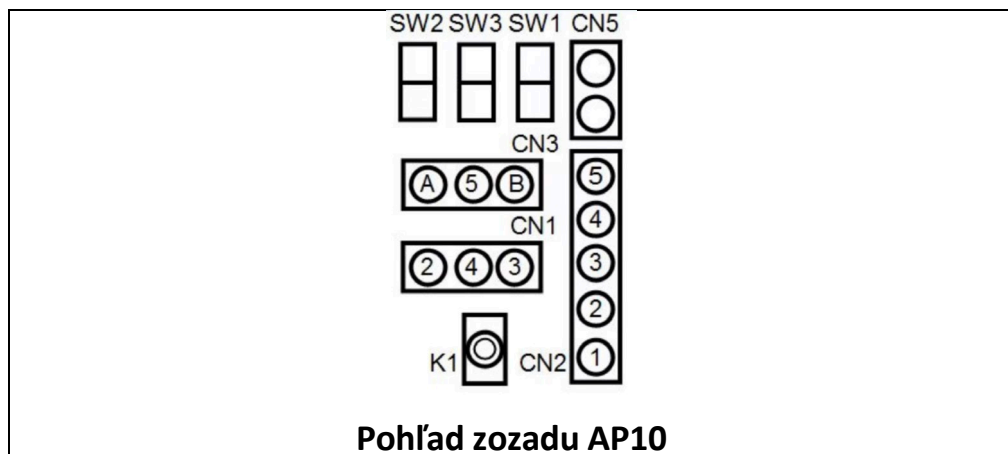 SW2 SW3 SW1 CN5
CN3
A 5 B
CN1
2 4 3
5
4
3
2
1
K1
CN2
Pohľad zozadu AP10